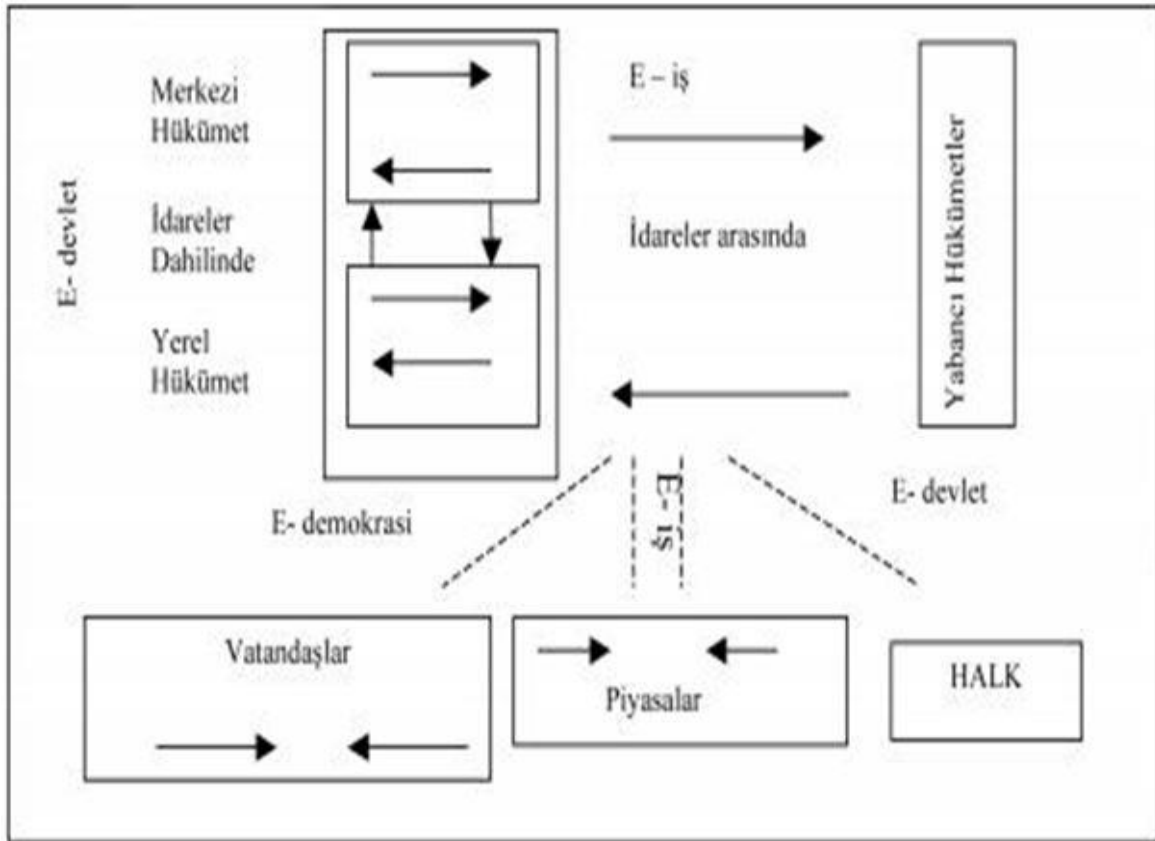 E- devlet
Merkezi
Hükümet
İdareler
Dahilinde
Yerel
Hükümet
E – iş
İdareler arasında
Yabancı Hükümetler
E- demokrasi
E- iş
E- devlet
Vatandaşlar
Piyasalar
HALK